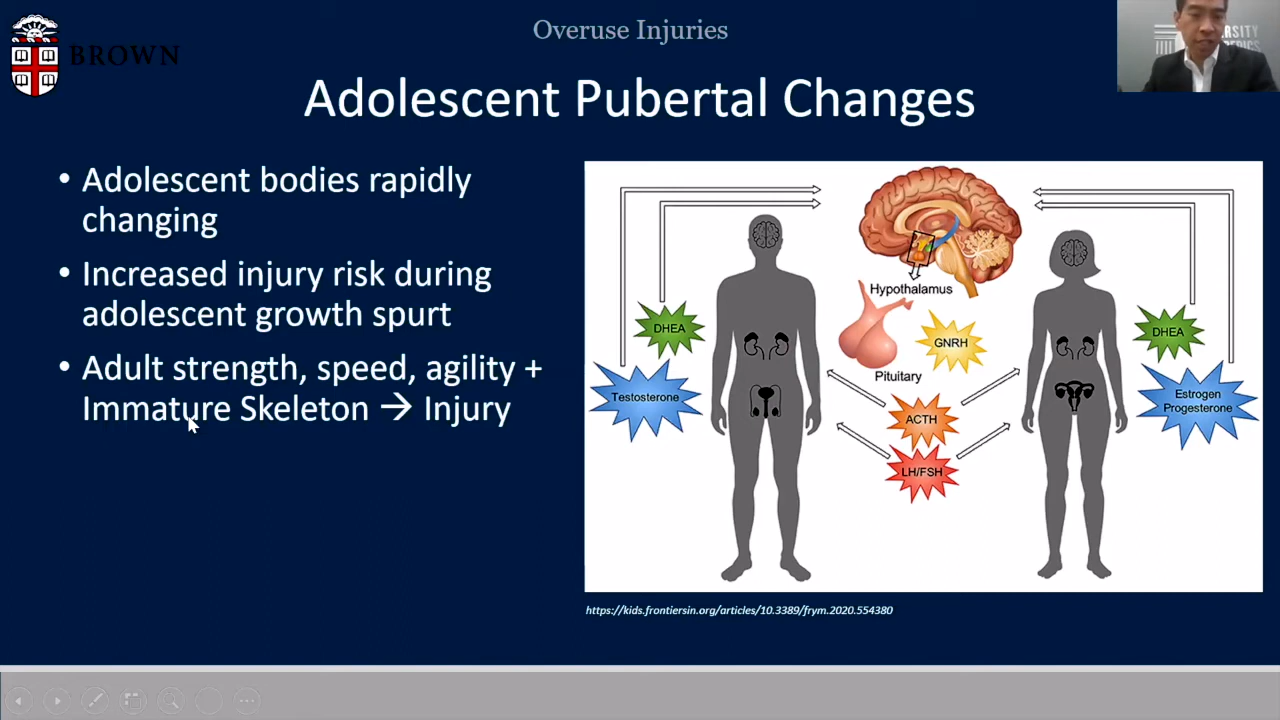 Overuse Injuries
BROWN
Adolescent Pubertal Changes
• Adolescent bodies rapidly
changing
• Increased injury risk during
adolescent growth spurt
• Adult strength, speed, agility +
Immature Skeleton → Injury
Hypothalamus
DHEA
GNRH
DHEA
Pituitary
Testosterone
Estrogen
Progesterone
ACTH
LH/FSH
https://kids.frontiersin.org/articles/10.3389/frym.2020.554380